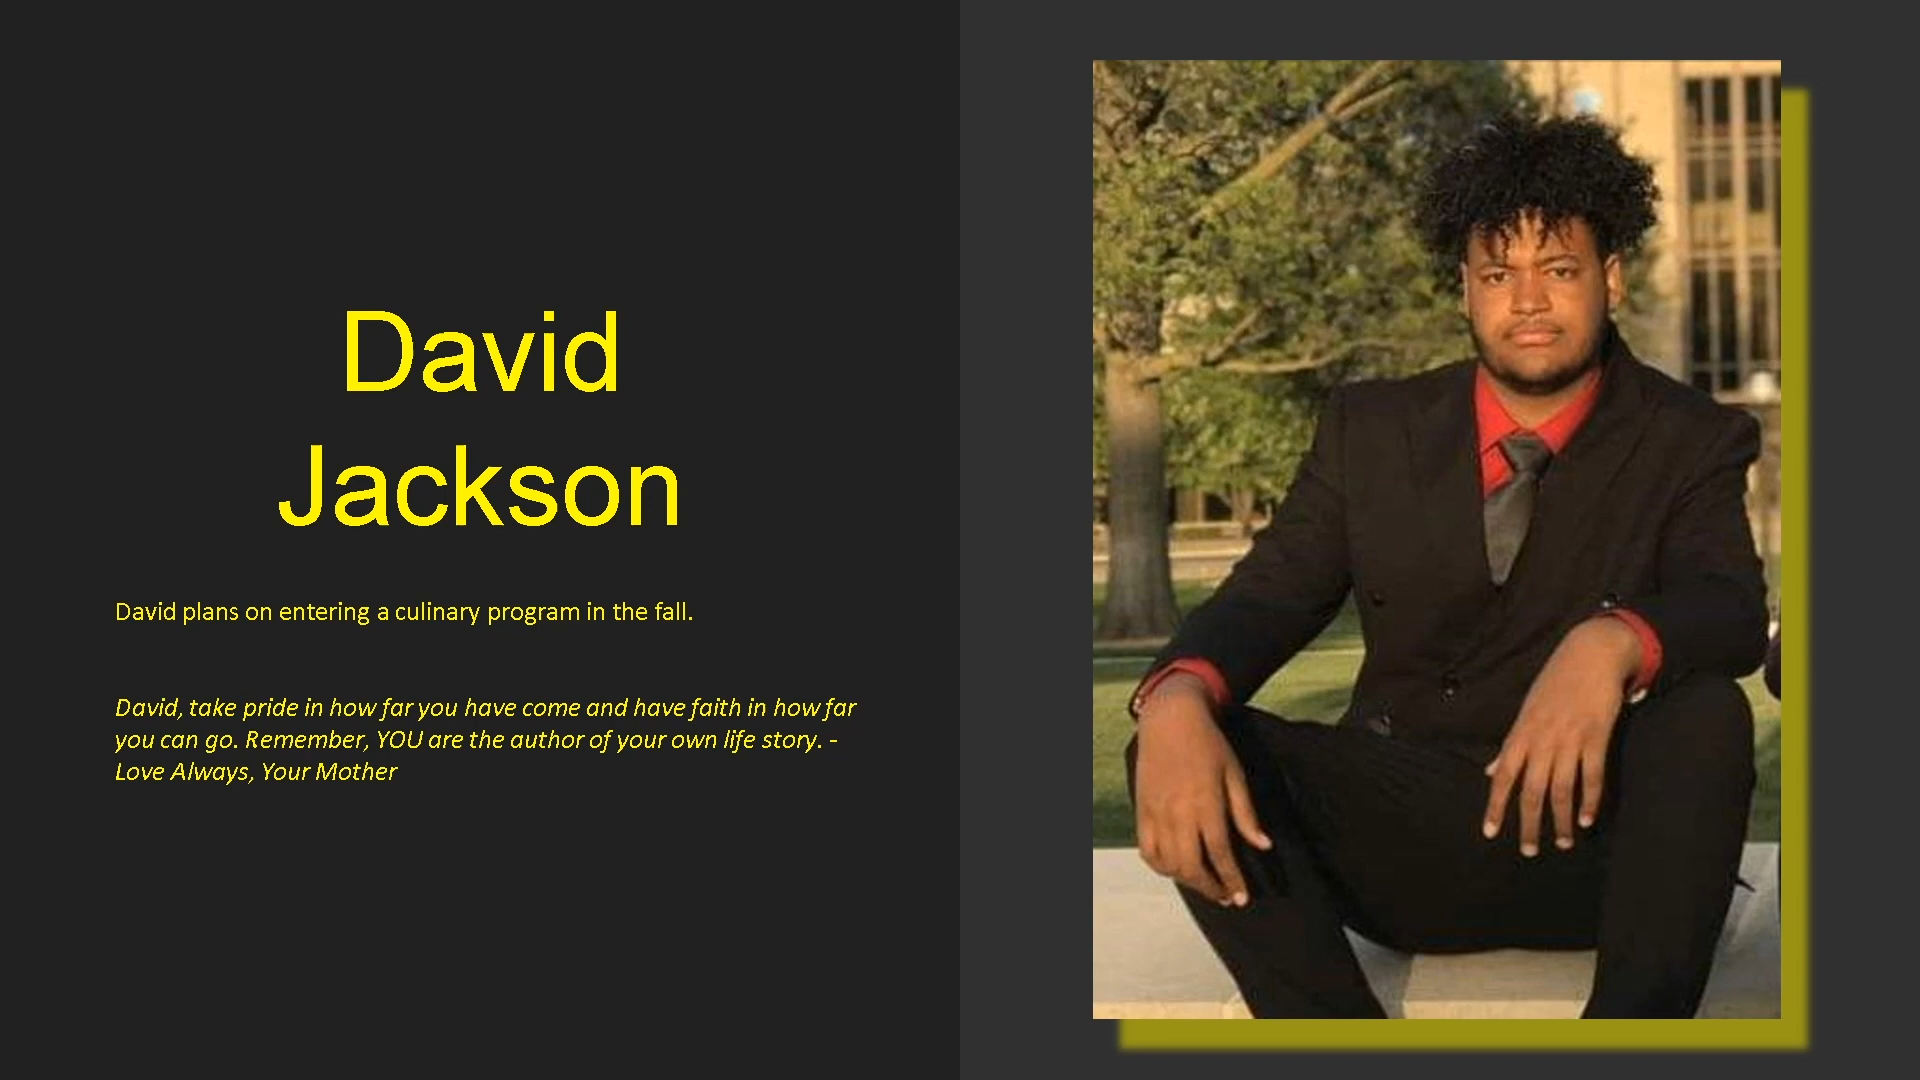 David
Jackson
David plans on entering a culinary program in the fall.
David, take pride in how far you have come and have faith in how far
you can go. Remember, YOU are the author of your own life story. -
Love Always, Your Mother